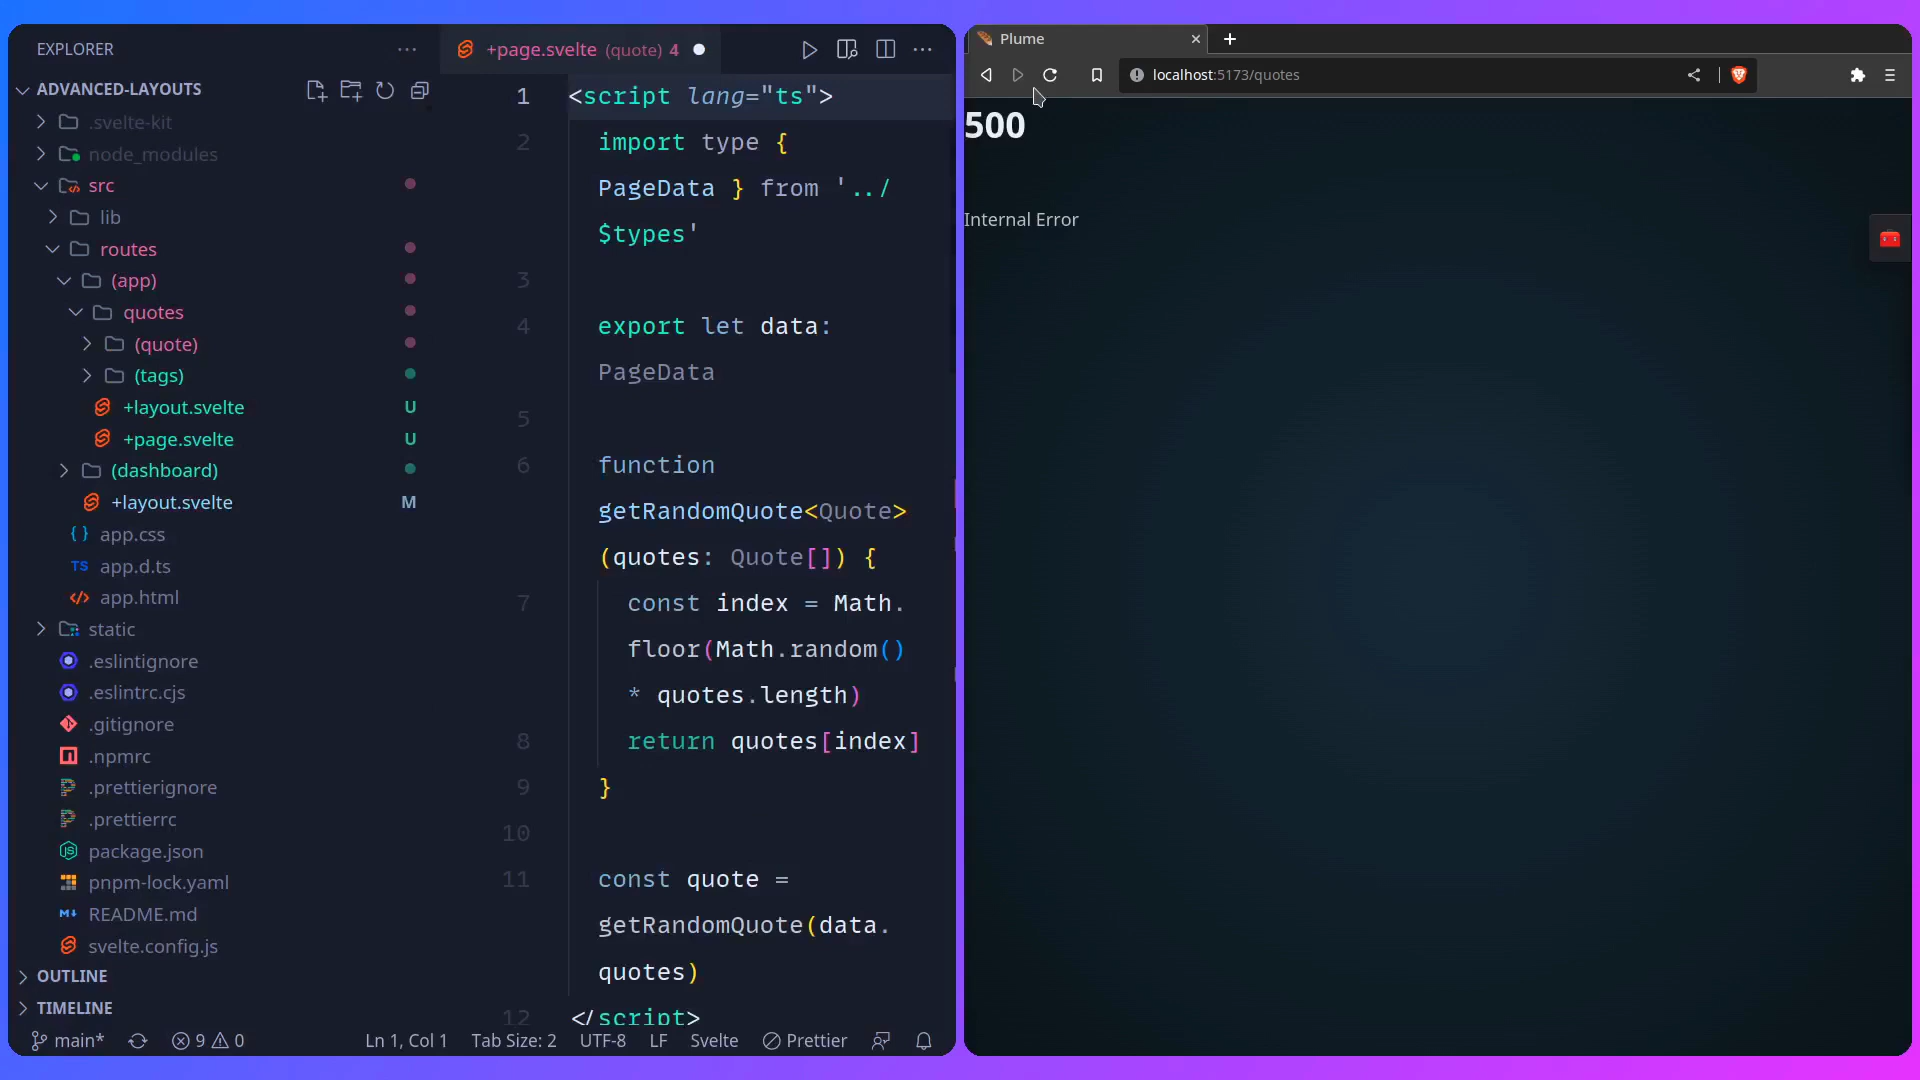 EXPLORER
ADVANCED-LAYOUTS
.svelte-kit
node_modules
src
lib
routes
(app)
quotes
(quote)
(tags)
+layout.svelte U
+page.svelte U
(dashboard)
+layout.svelte M
app.css
TS app.d.ts
app.html
static
.eslintignore
.eslintrc.cjs
.gitignore
.npmrc
.prettierignore
.prettierrc
package.json
pnpm-lock.yaml
README.md
svelte.config.js
OUTLINE
TIMELINE
+page.svelte (quote) 4
1 <script lang="ts">
2 import type {
PageData } from '../
$types'
3
4 export let data:
PageData
5
6 function
getRandomQuote<Quote>
(quotes: Quote[]) {
7 const index = Math.
floor(Math.random()
* quotes.length)
8 return quotes[index]
9 }
10
11 const quote =
getRandomQuote(data.
quotes)
12 </script>
main* 9 0 Ln 1, Col 1 Tab Size: 2 UTF-8 LF Svelte Prettier
Plume
localhost:5173/quotes
500
Internal Error